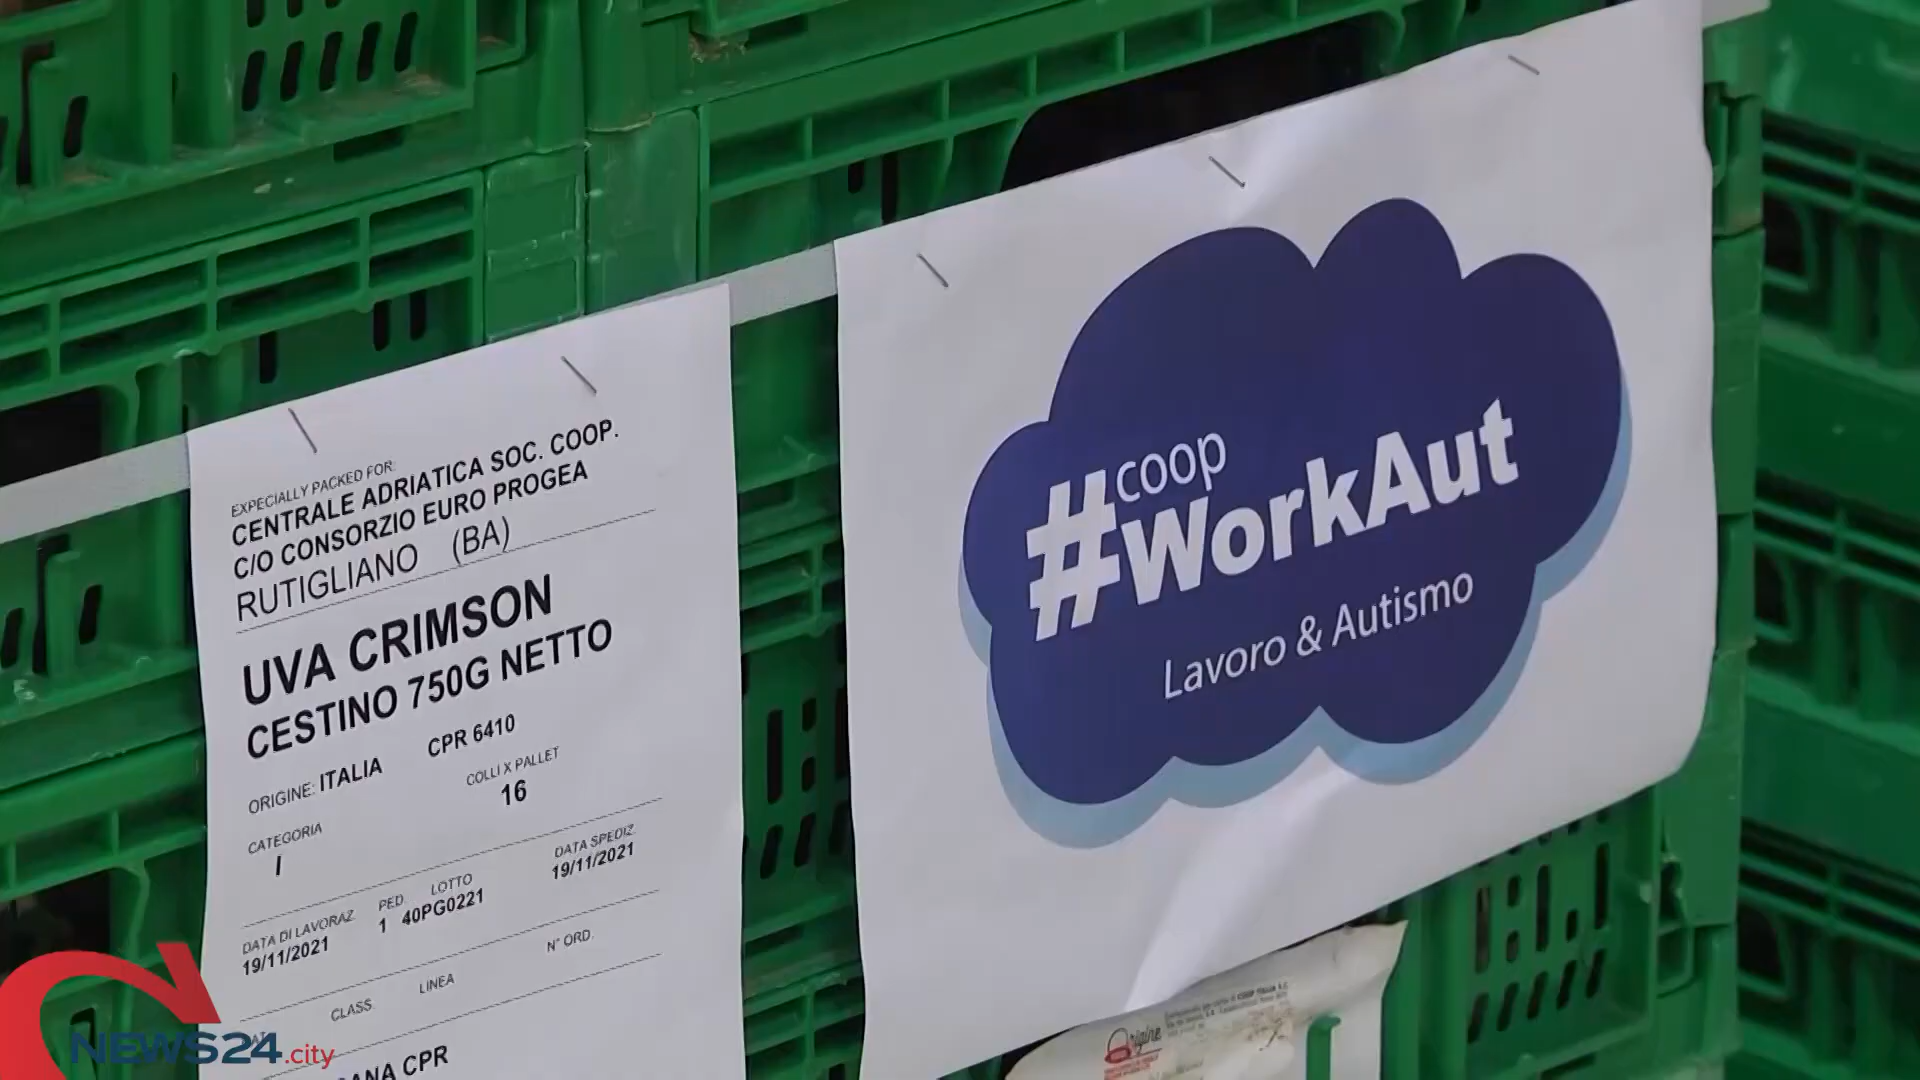 EXPECIALLY PACKED FOR:
CENTRALE ADRIATICA SOC. COOP.
C/O CONSORZIO EURO PROGEA
RUTIGLIANO (BA)
UVA CRIMSON
CESTINO 750G NETTO
ORIGINE: ITALIA CPR 6410
CATEGORIA COLLI X PALLET
I 16
DATA DI LAVORAZ. PED. LOTTO DATA SPEDIZ.
19/11/2021 1 40PG0221 19/11/2021
CLASS. LINEA N° ORD.
ANA CPR
#coop
WorkAut
Lavoro & Autismo
Origine
NEWS24.city